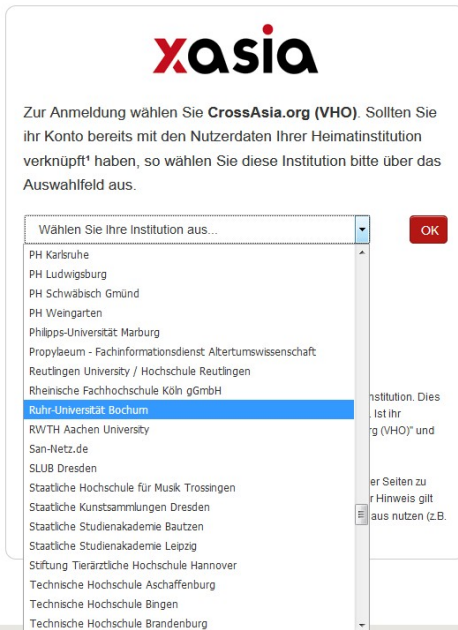 xasia
Zur Anmeldung wählen Sie CrossAsia.org (VHO). Sollten Sie
ihr Konto bereits mit den Nutzerdaten Ihrer Heimatinstitution
verknüpft¹ haben, so wählen Sie diese Institution bitte über das
Auswahlfeld aus.
Wählen Sie Ihre Institution aus...
OK
PH Karlsruhe
PH Ludwigsburg
PH Schwäbisch Gmünd
PH Weingarten
Philipps-Universität Marburg
Propylaeum - Fachinformationsdienst Altertumswissenschaft
Reutlingen University / Hochschule Reutlingen
Rheinische Fachhochschule Köln gGmbH
nstitution. Dies
Ruhr-Universität Bochum
. Ist ihr
RWTH Aachen University
rg (VHO)" und
San-Netz.de
SLUB Dresden
Staatliche Hochschule für Musik Trossingen
er Seiten zu
Staatliche Kunstsammlungen Dresden
r Hinweis gilt
Staatliche Studienakademie Bautzen
aus nutzen (z.B.
Staatliche Studienakademie Leipzig
Stiftung Tierärztliche Hochschule Hannover
Technische Hochschule Aschaffenburg
Technische Hochschule Bingen
Technische Hochschule Brandenburg